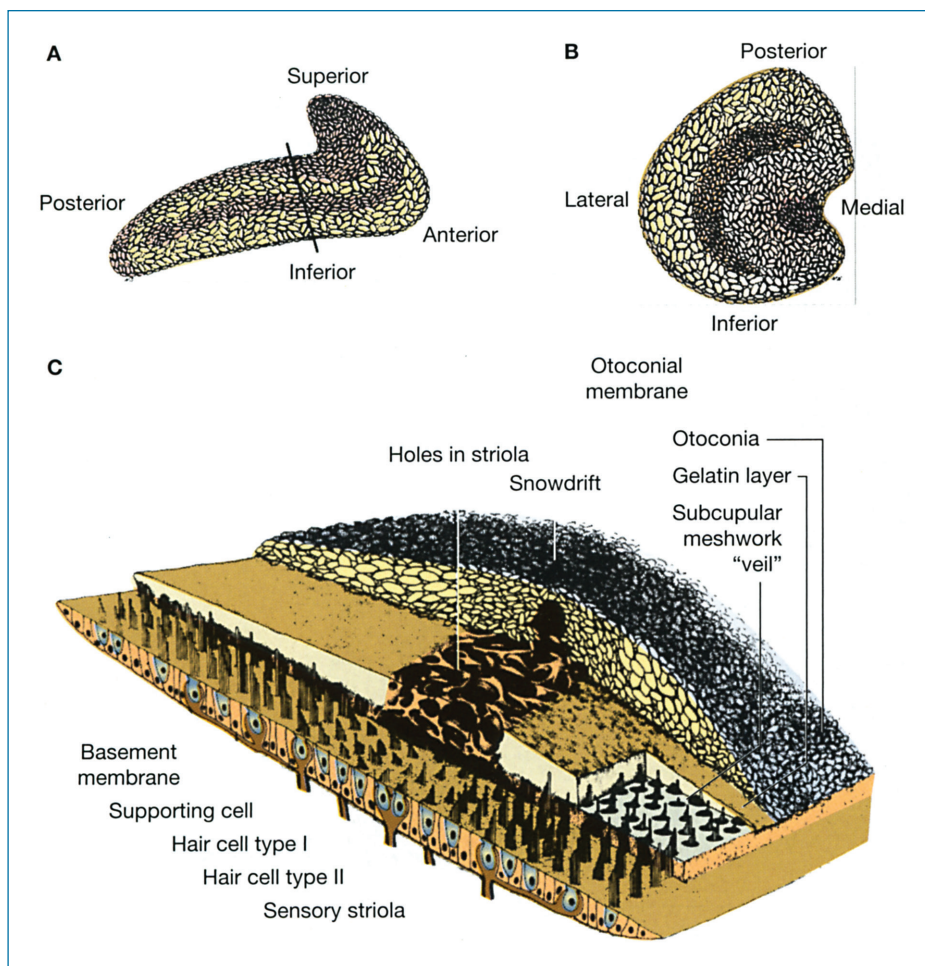 A
Superior
Posterior
Anterior
Inferior
B
Posterior
Lateral
Medial
Inferior
C
Otoconial
membrane
Otoconia
Holes in striola
Gelatin layer
Snowdrift
Subcupular
meshwork
“veil”
Basement
membrane
Supporting cell
Hair cell type I
Hair cell type II
Sensory striola